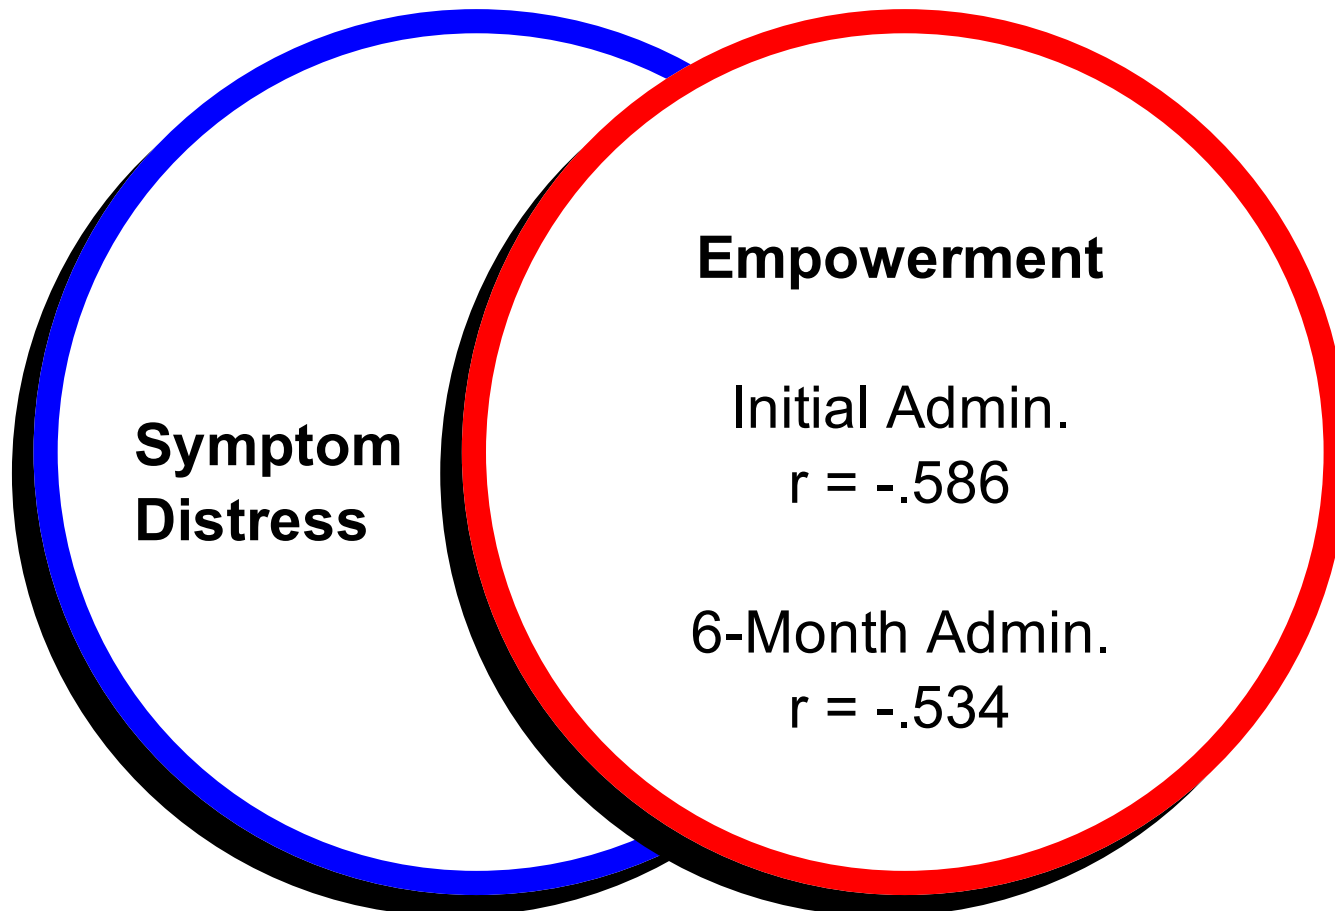 Symptom
Distress
Empowerment
Initial Admin.
r = -.586
6-Month Admin.
r = -.534